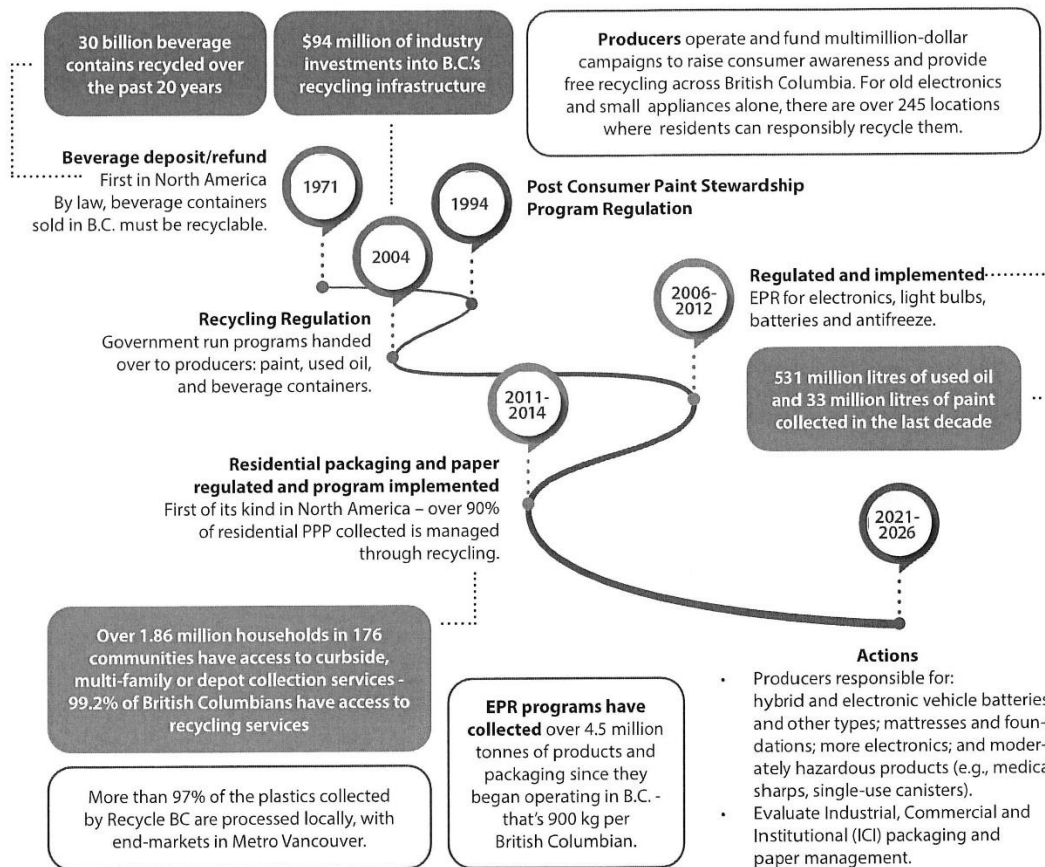 30 billion beverage
contains recycled over
the past 20 years
$94 million of industry
investments into B.C.'s
recycling infrastructure
Producers operate and fund multimillion-dollar
campaigns to raise consumer awareness and provide
free recycling across British Columbia. For old electronics
and small appliances alone, there are over 245 locations
where residents can responsibly recycle them.
Beverage deposit/refund
First in North America
By law, beverage containers
sold in B.C. must be recyclable.
1971
1994
Post Consumer Paint Stewardship
Program Regulation
2004
Recycling Regulation
Government run programs handed
over to producers: paint, used oil,
and beverage containers.
2006-
2012
Regulated and implemented
EPR for electronics, light bulbs,
batteries and antifreeze.
531 million litres of used oil
and 33 million litres of paint
collected in the last decade
2011-
2014
Residential packaging and paper
regulated and program implemented
First of its kind in North America – over 90%
of residential PPP collected is managed
through recycling.
2021-
2026
Over 1.86 million households in 176
communities have access to curbside,
multi-family or depot collection services -
99.2% of British Columbians have access to
recycling services
More than 97% of the plastics collected
by Recycle BC are processed locally, with
end-markets in Metro Vancouver.
EPR programs have
collected over 4.5 million
tonnes of products and
packaging since they
began operating in B.C. -
that's 900 kg per
British Columbian.
Actions
• Producers responsible for:
hybrid and electronic vehicle batteries
and other types; mattresses and foun-
dations; more electronics; and moder-
ately hazardous products (e.g., medica
sharps, single-use canisters).
• Evaluate Industrial, Commercial and
Institutional (ICI) packaging and
paper management.